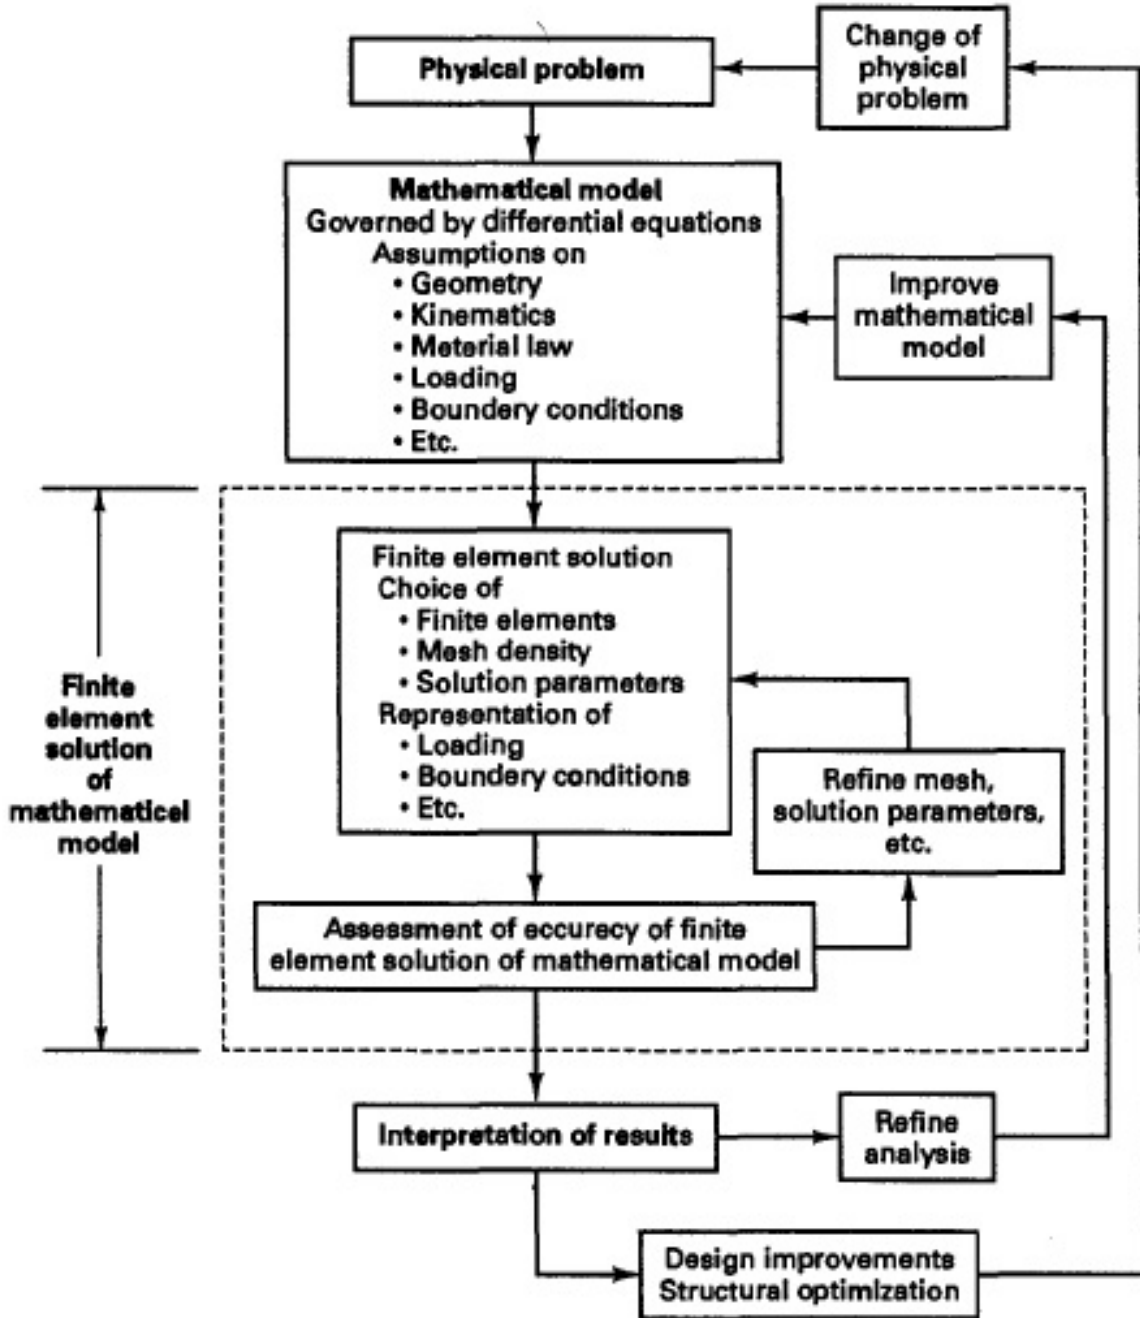 Physical problem
Change of
physical
problem
Mathematical model
Governed by differential equations
Assumptions on
• Geometry
• Kinematics
• Meterial law
• Loading
• Boundery conditions
• Etc.
Improve
mathematical
model
Finite element solution
Choice of
• Finite elements
• Mesh density
• Solution parameters
Representation of
• Loading
• Boundery conditions
• Etc.
Finite
element
solution
of
mathematicel
model
Refine mesh,
solution parameters,
etc.
Assessment of eccurecy of finite
element solution of mathematical model
Interpretation of results
Refine
analysis
Design improvements
Structural optimization